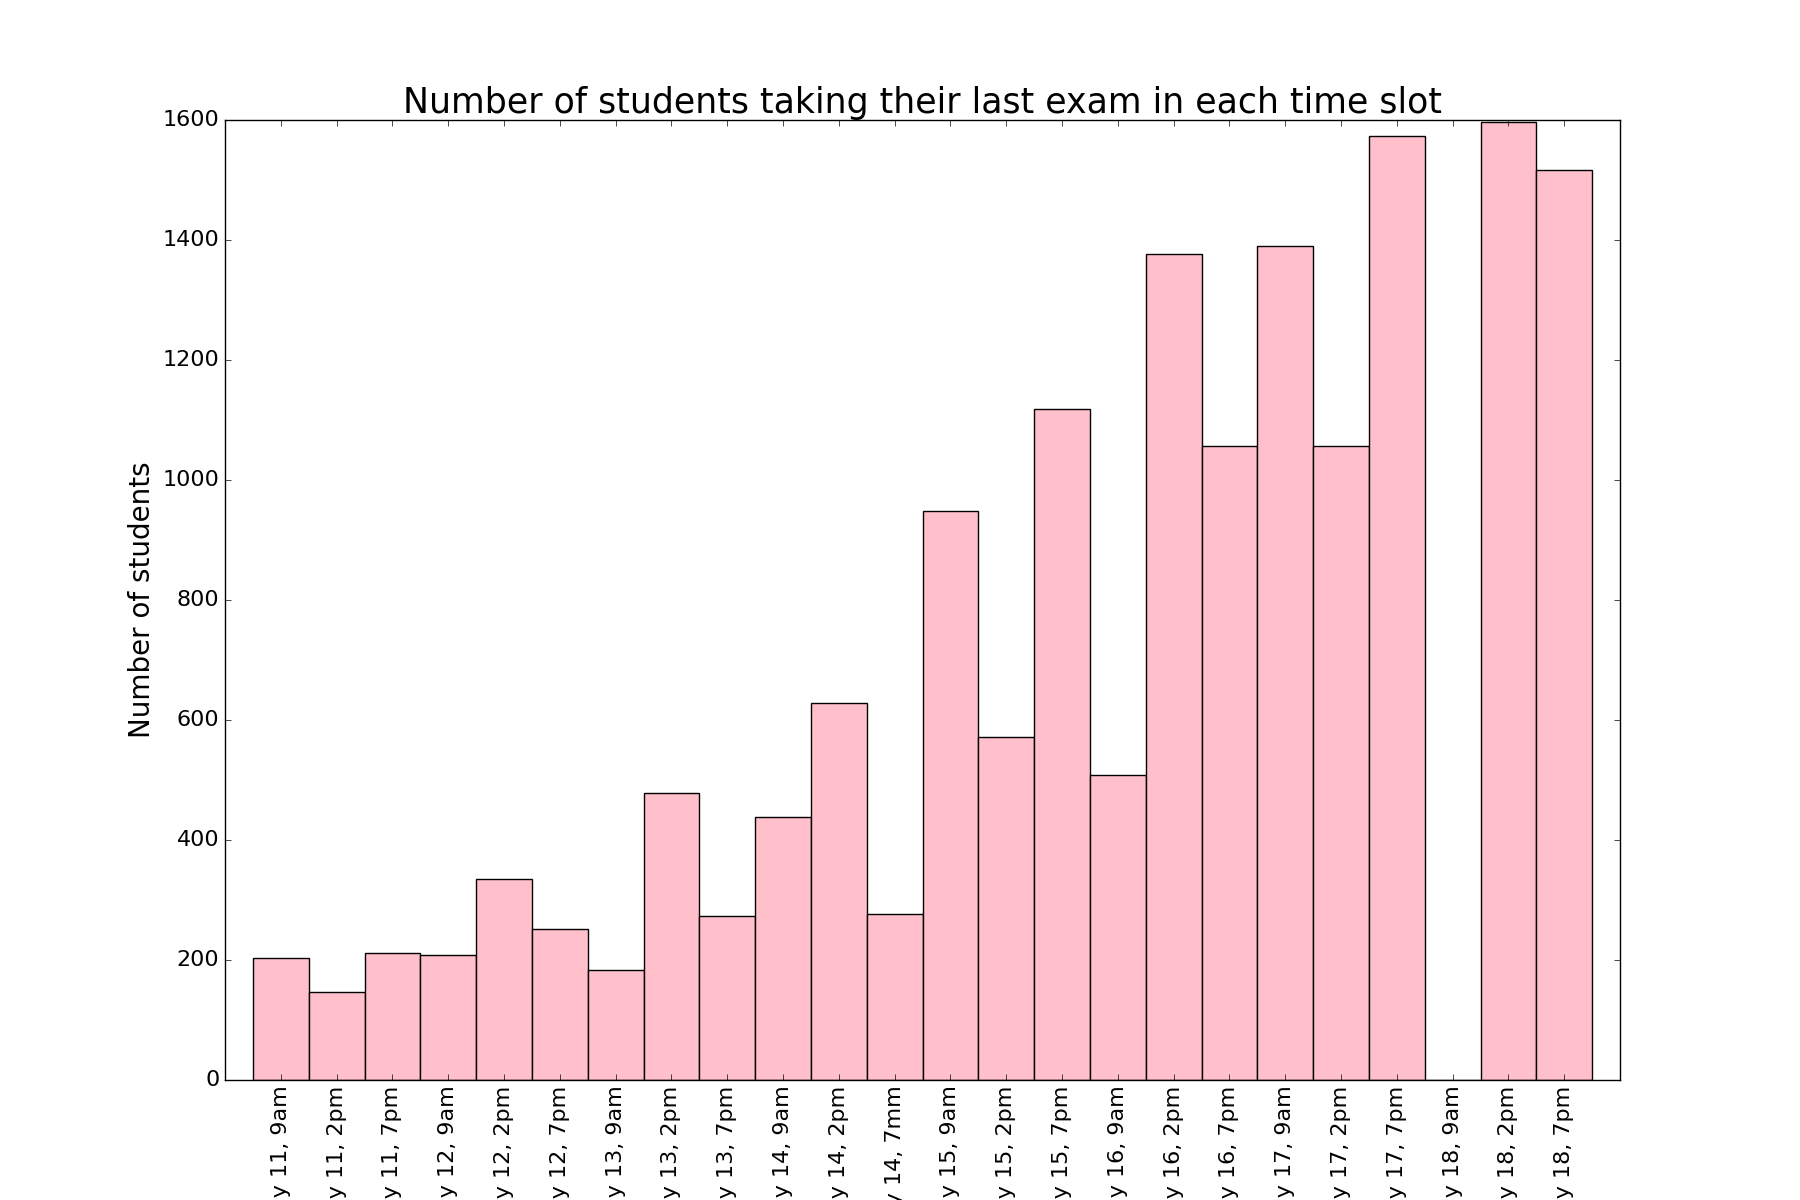 Number of students taking their last exam in each time slot
1600
1400
1200
1000
800
600
400
200
0
Number of students
y 11, 9am
y 11, 2pm
y 11, 7pm
y 12, 9am
y 12, 2pm
y 12, 7pm
y 13, 9am
y 13, 2pm
y 13, 7pm
y 14, 9am
y 14, 2pm
y 14, 7mm
y 15, 9am
y 15, 2pm
y 15, 7pm
y 16, 9am
y 16, 2pm
y 16, 7pm
y 17, 9am
y 17, 2pm
y 17, 7pm
y 18, 9am
y 18, 2pm
y 18, 7pm